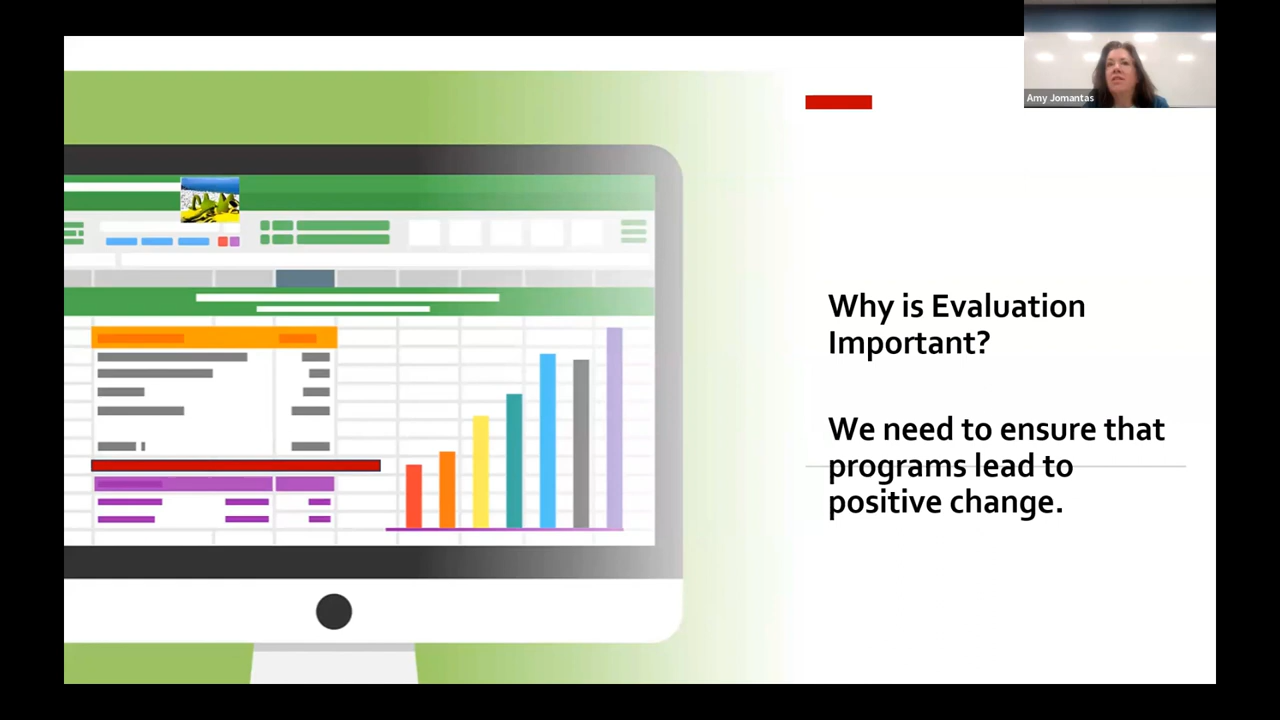 Amy Jomantas
Why is Evaluation
Important?
We need to ensure that
programs lead to
positive change.